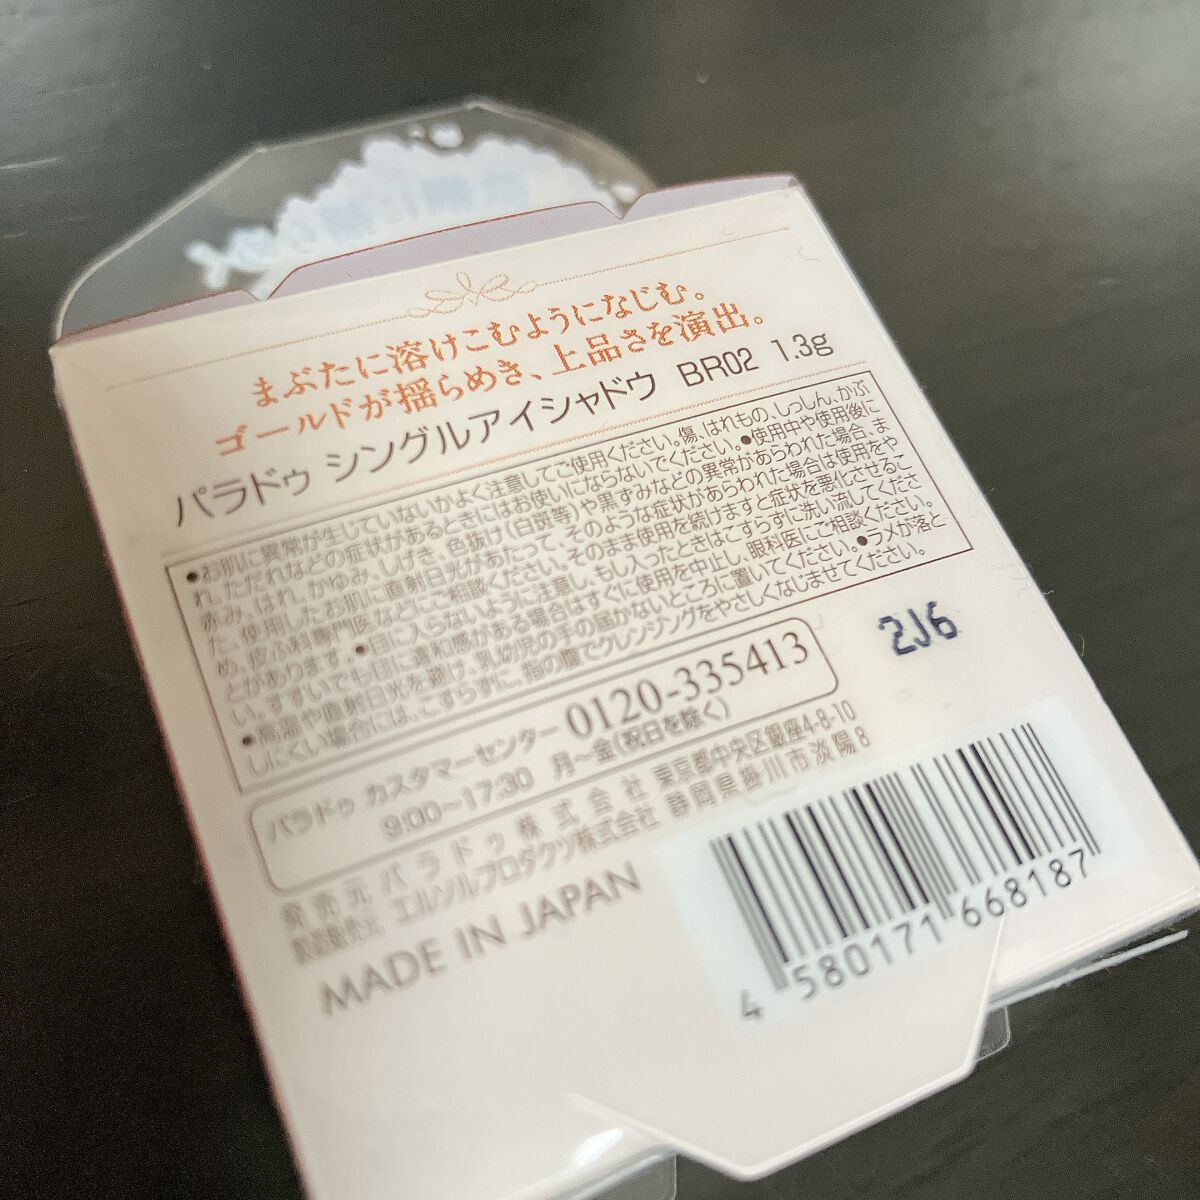 まぶたに溶けこむようになじむ。
ゴールドが揺らめき、上品さを演出。
パラドゥ シングルアイシャドウ BR02 1.3g
●お肌に異常が生じていないかよく注意してご使用ください。傷、はれもの、しっしん、かぶ
れ、ただれなどの症状があるときにはお使いにならないでください。●使用中や使用後に
赤み、はれ、かゆみ、しげき、色抜け(白斑等)や黒ずみなどの異常があらわれた場合、ま
た、使用したお肌に直射日光があたって、そのような症状があらわれた場合は使用をや
め、皮ふ科専門医などにご相談ください。そのまま使用を続けますと症状を悪化させるこ
とがあります。●目に入らないように注意し、もし入ったときはこすらずに洗い流してくださ
い。すすいでも目に違和感がある場合はすぐに使用を中止し、眼科医にご相談ください。
●高温や直射日光を避け、乳幼児の手の届かないところに置いてください。●ラメが落と
しにくい場合には、こすらずに、指の腹でクレンジングをやさしくなじませてください。
2J6
パラドゥ カスタマーセンター 0120-335413
9:00〜17:30 月〜金(祝日を除く)
発売元 パラドゥ株式会社 東京都中央区銀座4-8-10
製造販売元 エルソルプロダクツ株式会社 静岡県掛川市淡陽8
MADE IN JAPAN
4 580171 668187